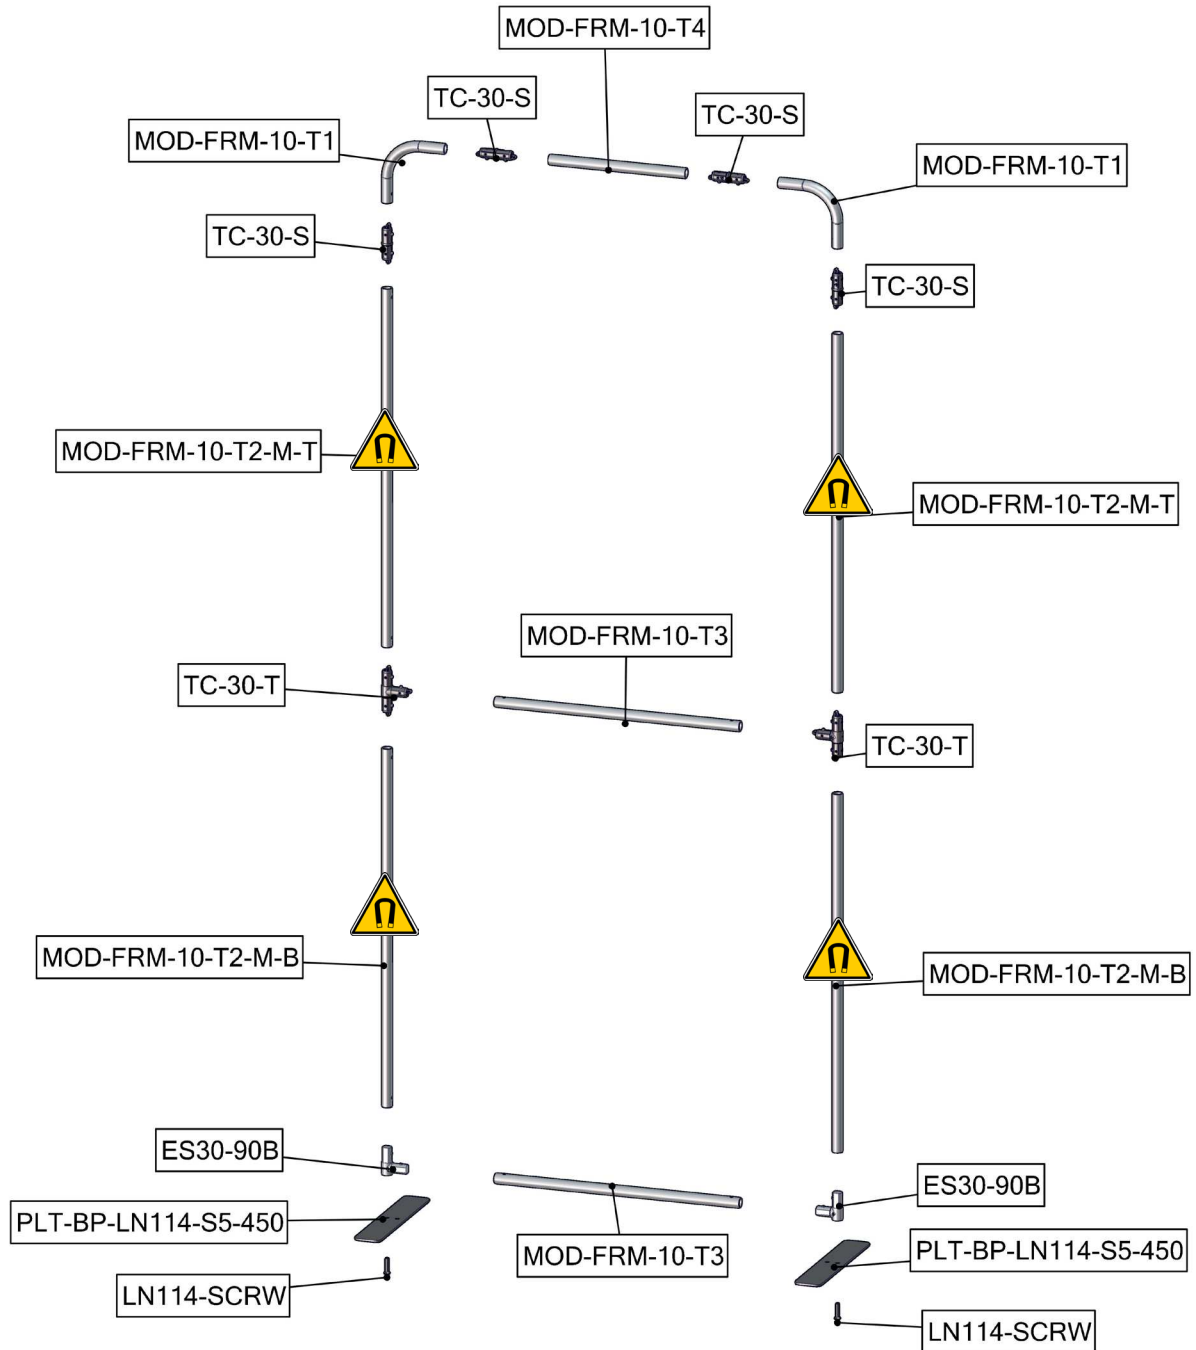 MOD-FRM-10-T4
TC-30-S
TC-30-S
MOD-FRM-10-T1
MOD-FRM-10-T1
TC-30-S
TC-30-S
MOD-FRM-10-T2-M-T
MOD-FRM-10-T2-M-T
MOD-FRM-10-T3
TC-30-T
TC-30-T
MOD-FRM-10-T2-M-B
MOD-FRM-10-T2-M-B
ES30-90B
ES30-90B
PLT-BP-LN114-S5-450
MOD-FRM-10-T3
PLT-BP-LN114-S5-450
LN114-SCRW
LN114-SCRW